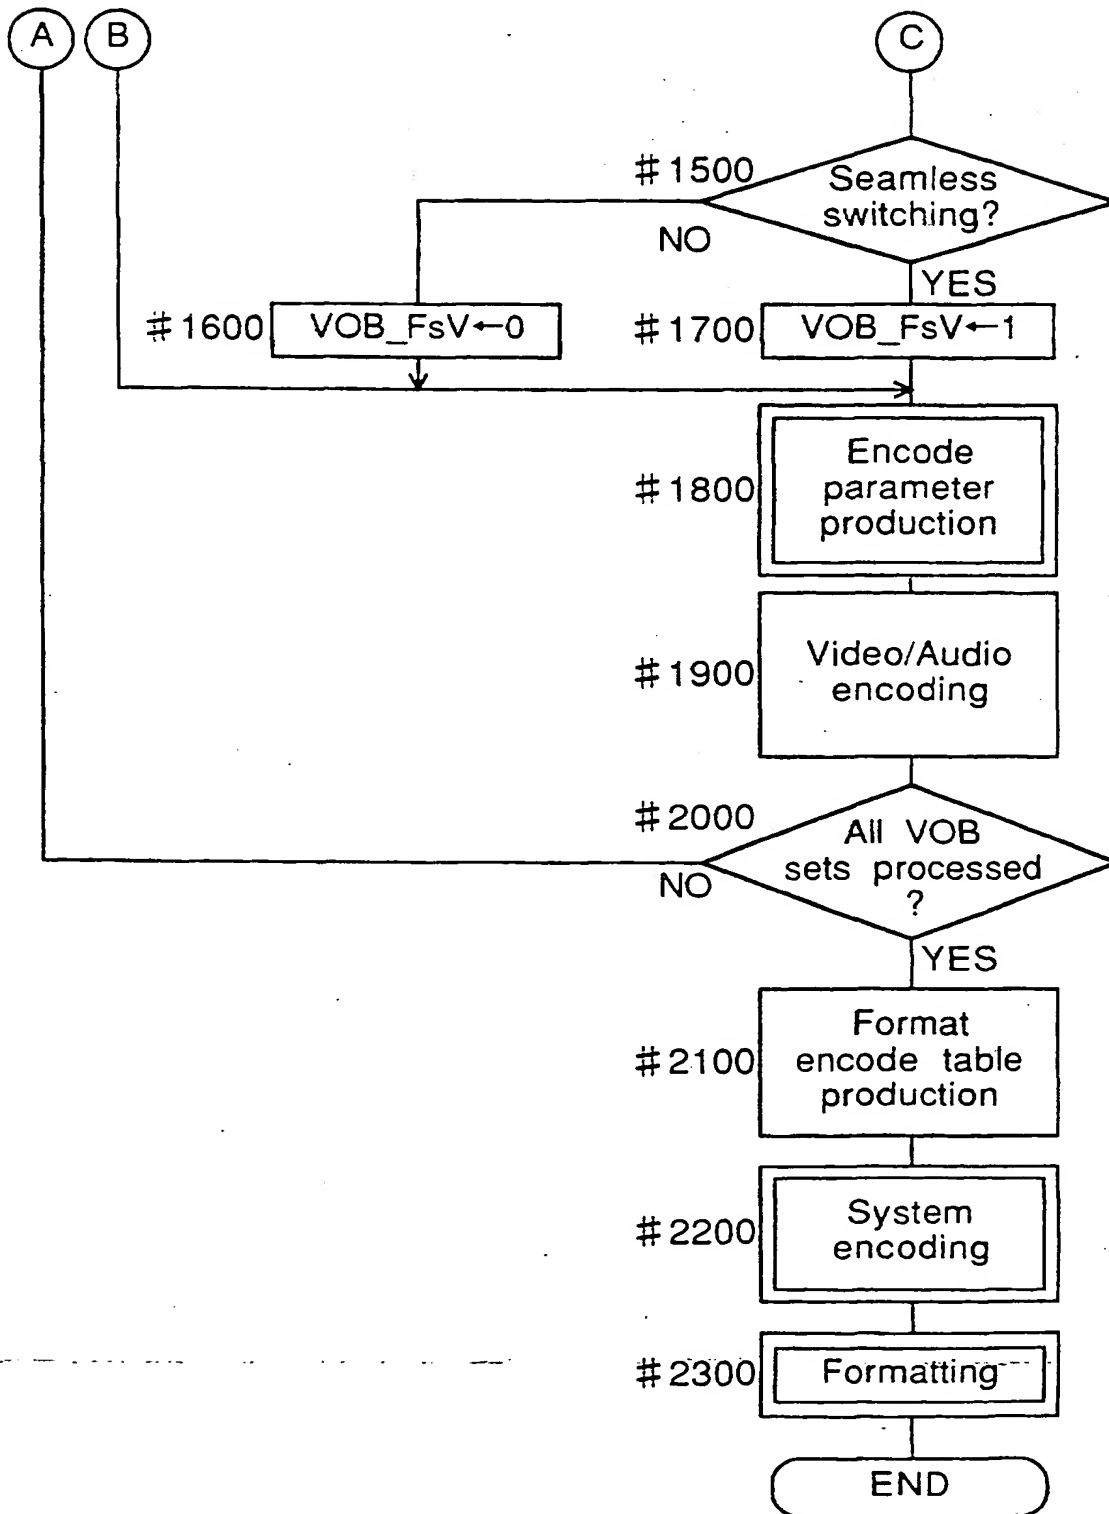 A
B
C
#1500
Seamless
switching?
NO
YES
#1600
VOB_FsV←0
#1700
VOB_FsV←1
#1800
Encode
parameter
production
#1900
Video/Audio
encoding
#2000
All VOB
sets processed
?
NO
YES
#2100
Format
encode table
production
#2200
System
encoding
#2300
Formatting
END